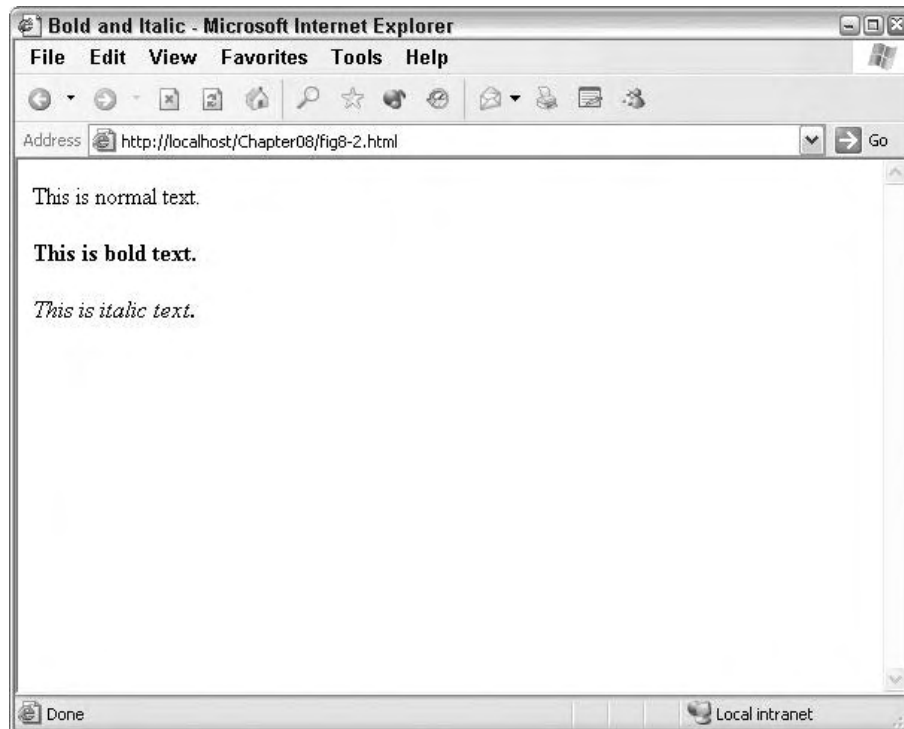 Bold and Italic - Microsoft Internet Explorer
File Edit View Favorites Tools Help
Address http://localhost/Chapter08/fig8-2.html Go
This is normal text.
This is bold text.
This is italic text.
Done Local intranet